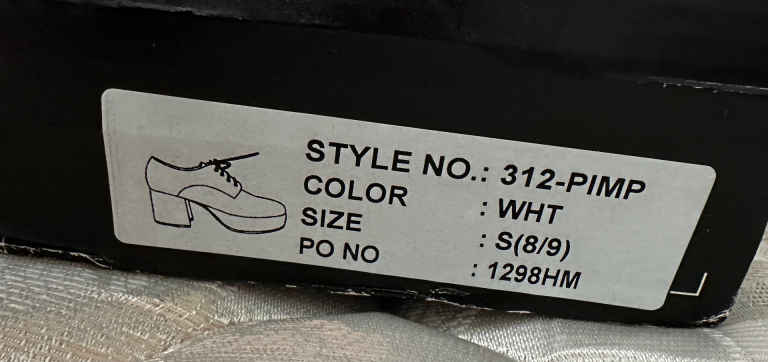 STYLE NO.: 312-PIMP
COLOR : WHT
SIZE : S(8/9)
PO NO : 1298HM